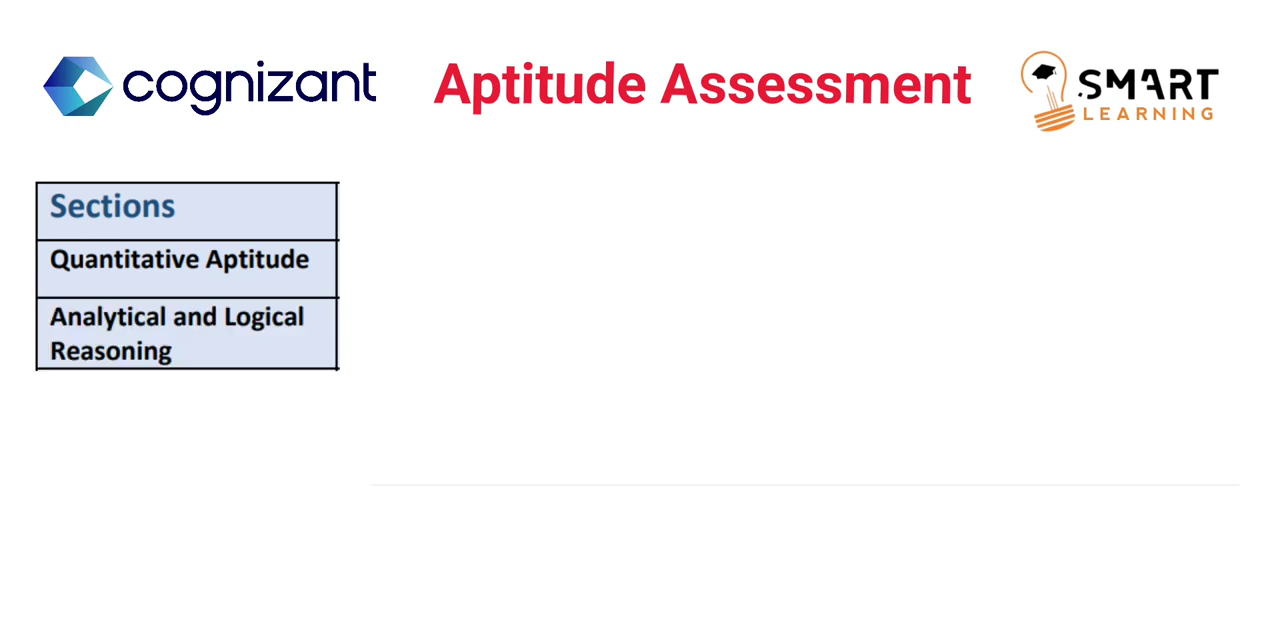 cognizant
Aptitude Assessment
SMART
LEARNING
Sections
Quantitative Aptitude
Analytical and Logical
Reasoning